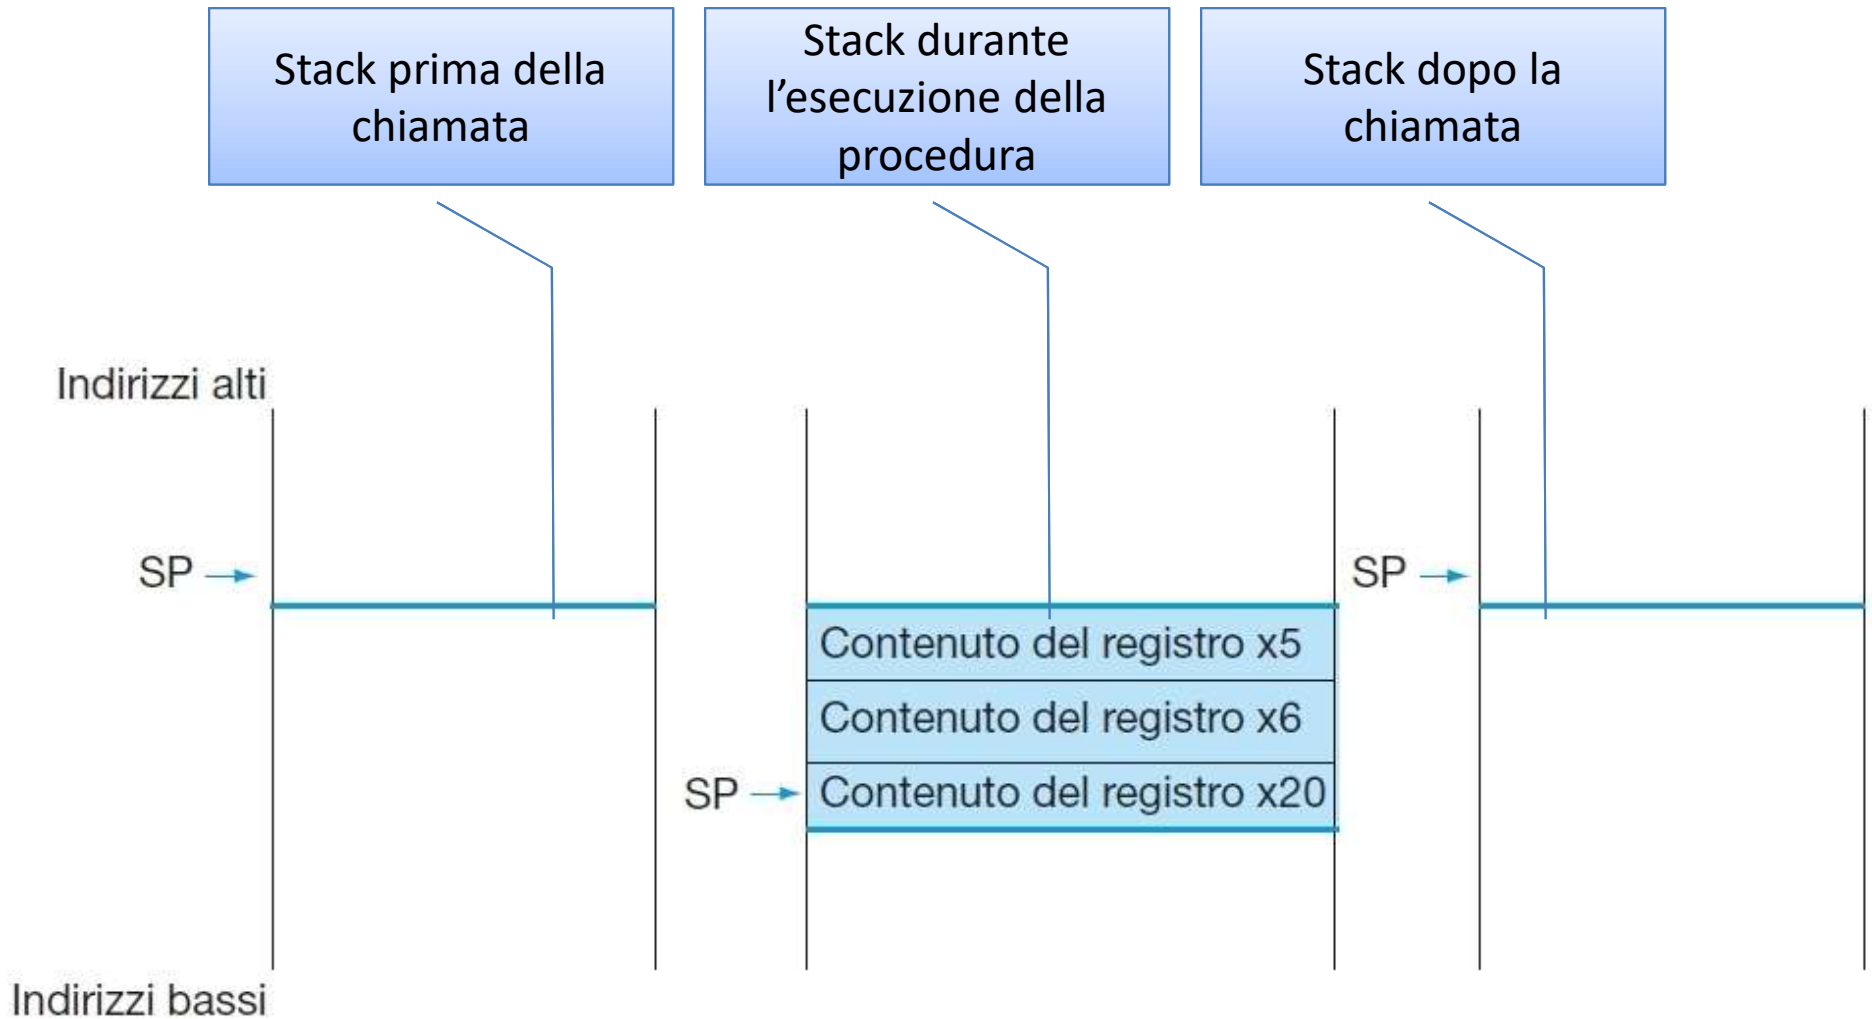 Stack prima della
chiamata
Stack durante
l’esecuzione della
procedura
Stack dopo la
chiamata
Indirizzi alti
SP
SP
Contenuto del registro x5
Contenuto del registro x6
SP
Contenuto del registro x20
Indirizzi bassi